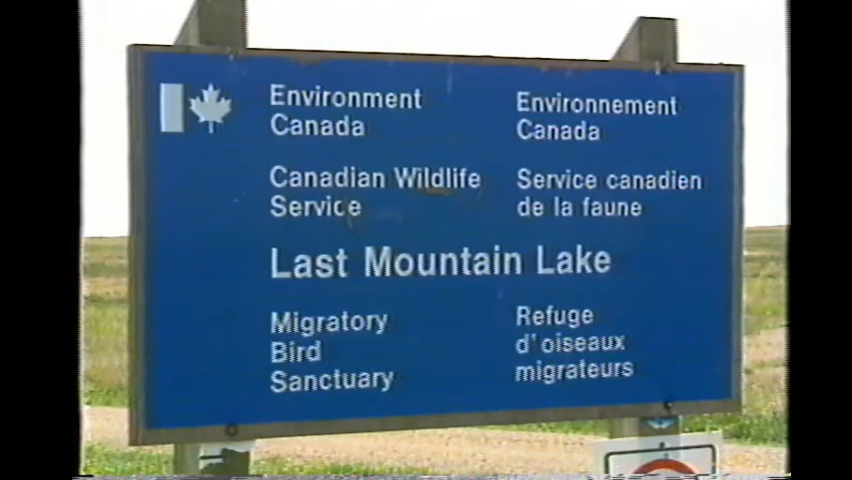 Environment
Canada
Environnement
Canada
Canadian Wildlife
Service
Service canadien
de la faune
Last Mountain Lake
Migratory
Bird
Sanctuary
Refuge
d'oiseaux
migrateurs